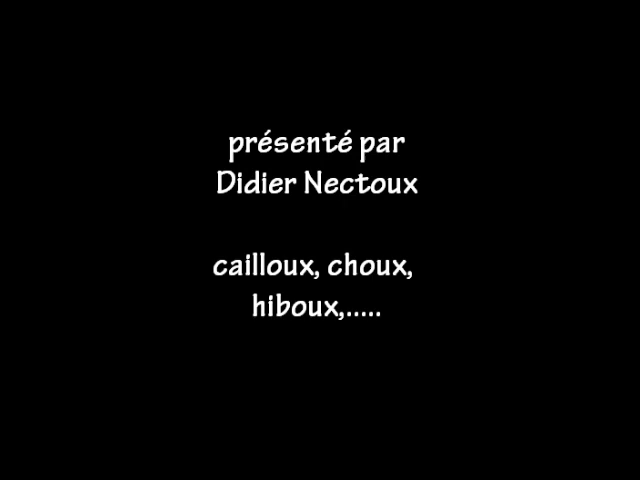 présenté par
Didier Nectoux
cailloux, choux,
hiboux,.....